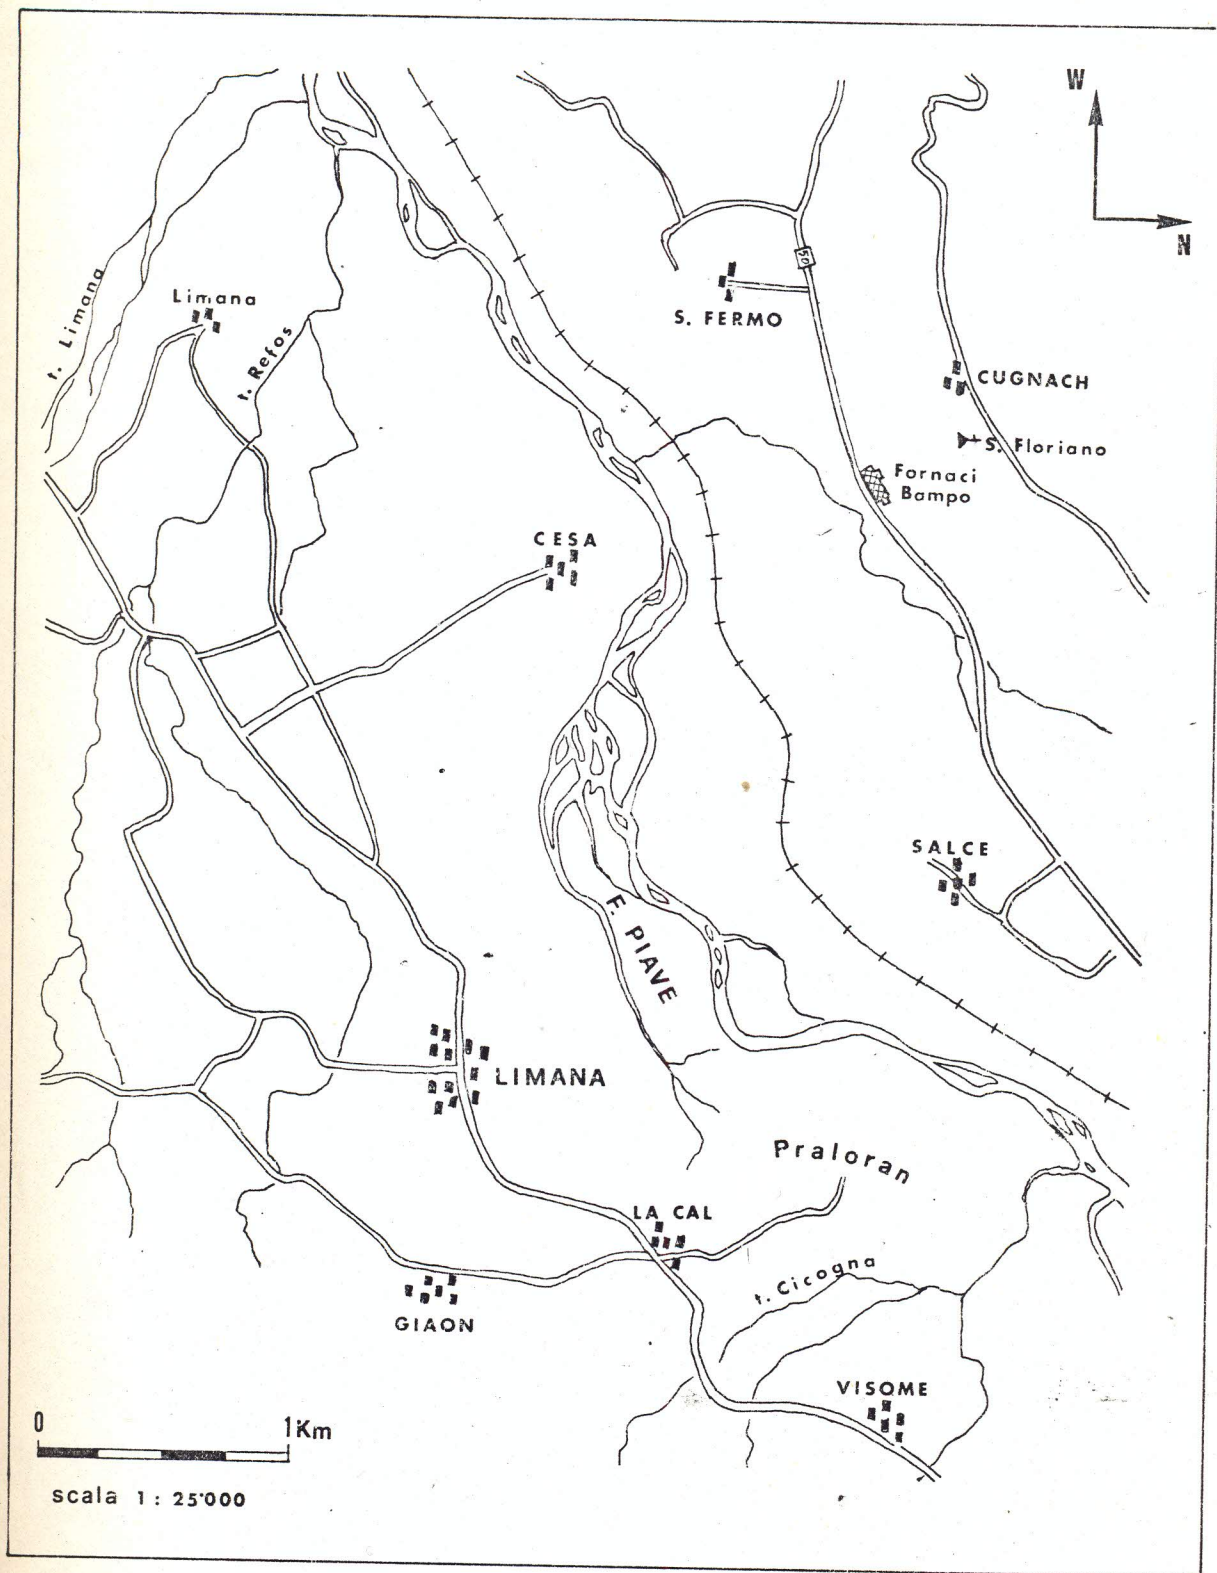 W
N
t. Limana
Limana
t. Refos
50
S. FERMO
CUGNACH
S. Floriano
Fornaci
Bampo
CESA
SALCE
F. PIAVE
LIMANA
Praloran
LA CAL
t. Cicogna
GIAON
VISOME
0
1Km
scala 1: 25'000